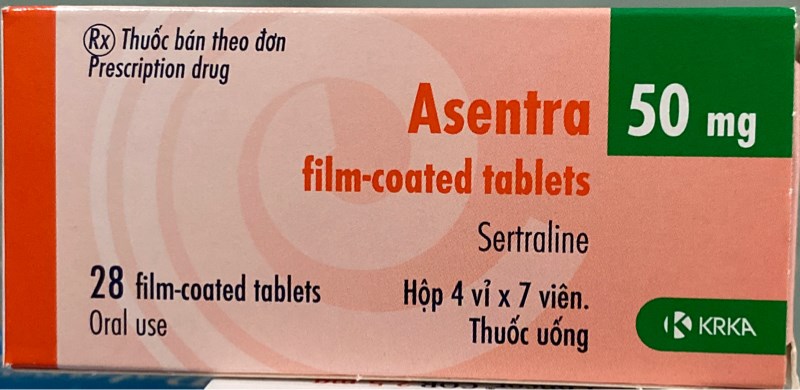 Rx Thuốc bán theo đơn
Prescription drug
Asentra 50 mg
film-coated tablets
Sertraline
28 film-coated tablets
Oral use
Hộp 4 vỉ x 7 viên.
Thuốc uống
KRKA